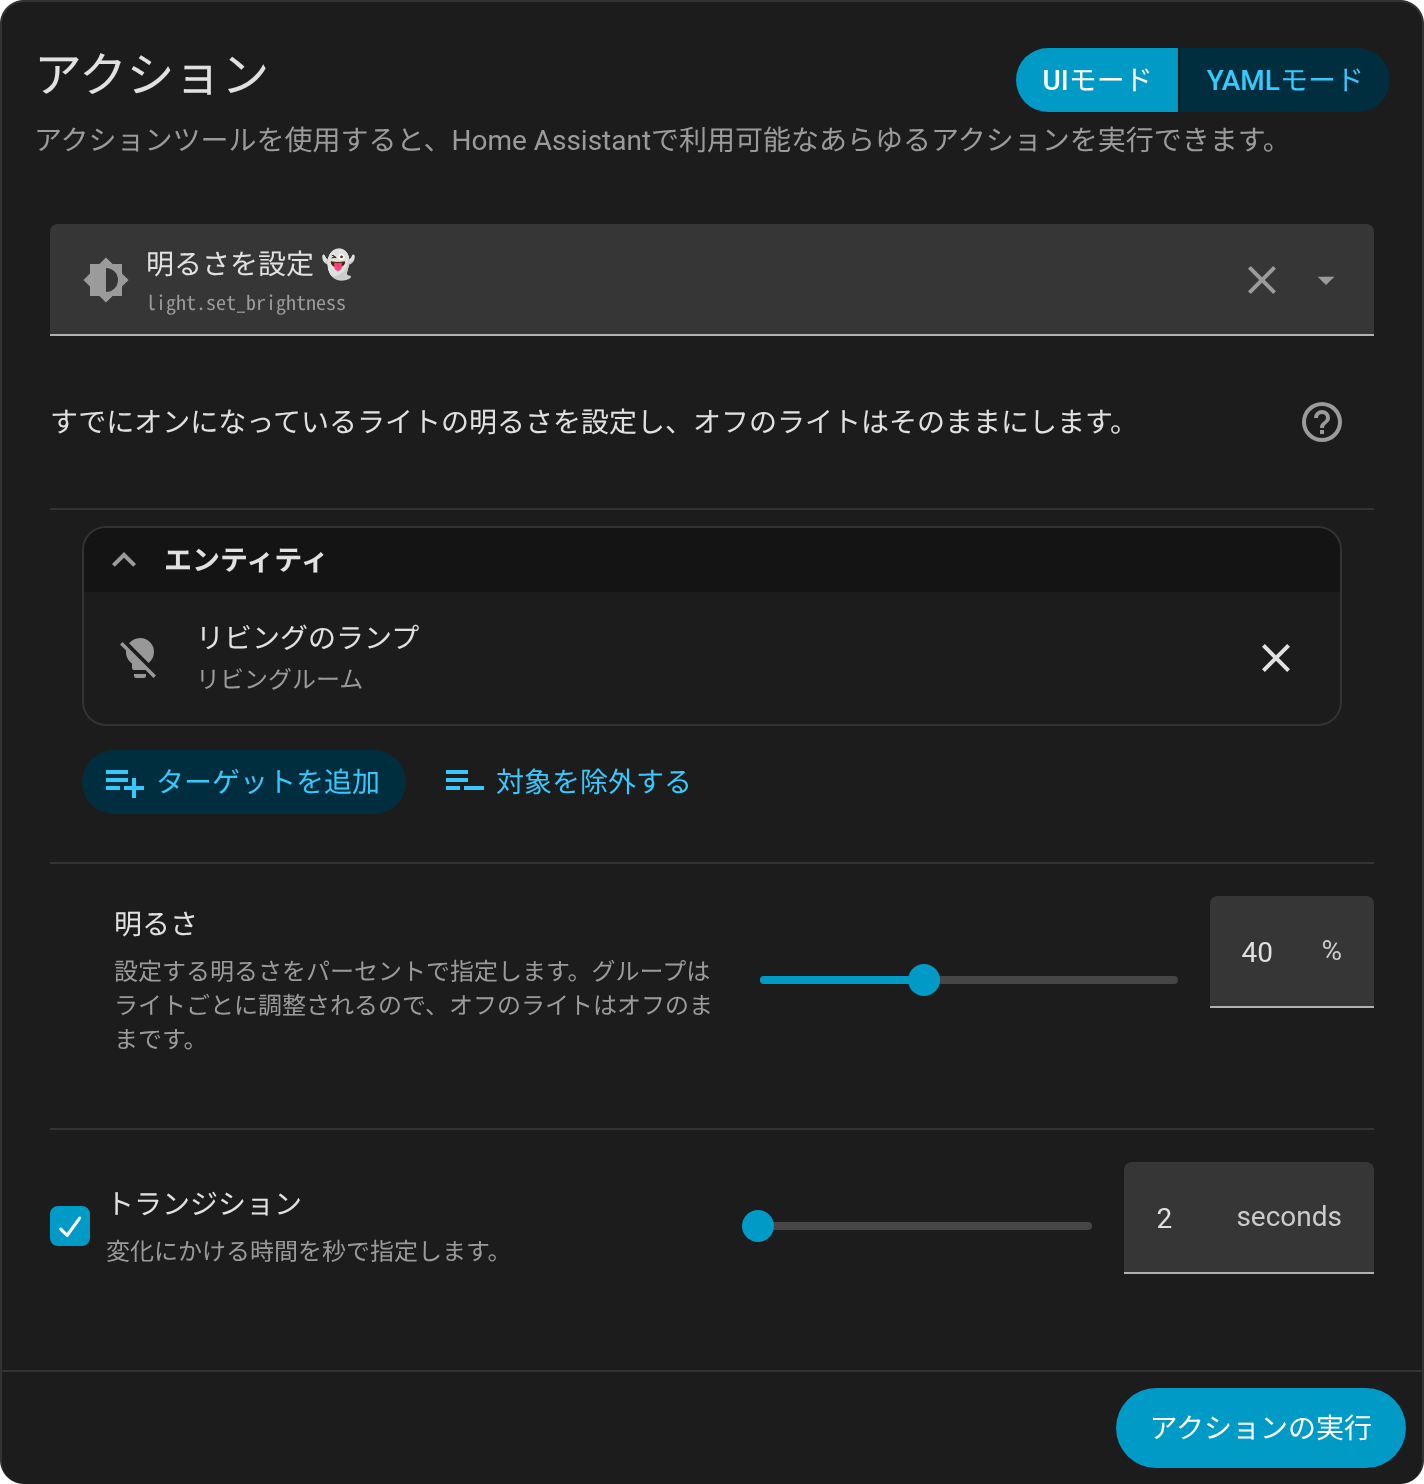 アクション
UIモード
YAMLモード
アクションツールを使用すると、Home Assistantで利用可能なあらゆるアクションを実行できます。
明るさを設定 👻
light.set_brightness
すでにオンになっているライトの明るさを設定し、オフのライトはそのままにします。
エンティティ
リビングのランプ
リビングルーム
ターゲットを追加
対象を除外する
明るさ
設定する明るさをパーセントで指定します。グループは
ライトごとに調整されるので、オフのライトはオフのま
まです。
40 %
トランジション
変化にかける時間を秒で指定します。
2 seconds
アクションの実行